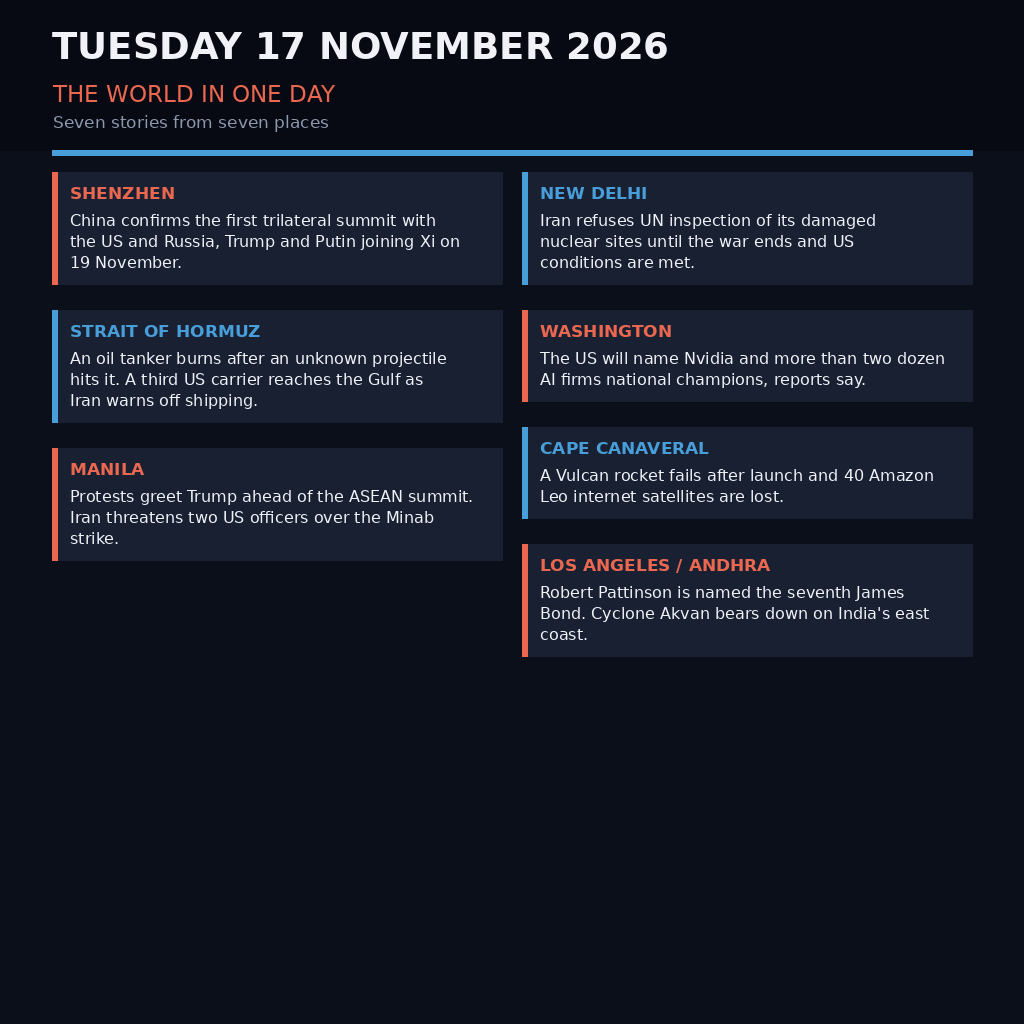 TUESDAY 17 NOVEMBER 2026
THE WORLD IN ONE DAY
Seven stories from seven places
SHENZHEN
China confirms the first trilateral summit with
the US and Russia, Trump and Putin joining Xi on
19 November.
STRAIT OF HORMUZ
An oil tanker burns after an unknown projectile
hits it. A third US carrier reaches the Gulf as
Iran warns off shipping.
MANILA
Protests greet Trump ahead of the ASEAN summit.
Iran threatens two US officers over the Minab
strike.
NEW DELHI
Iran refuses UN inspection of its damaged
nuclear sites until the war ends and US
conditions are met.
WASHINGTON
The US will name Nvidia and more than two dozen
AI firms national champions, reports say.
CAPE CANAVERAL
A Vulcan rocket fails after launch and 40 Amazon
Leo internet satellites are lost.
LOS ANGELES / ANDHRA
Robert Pattinson is named the seventh James
Bond. Cyclone Akvan bears down on India's east
coast.